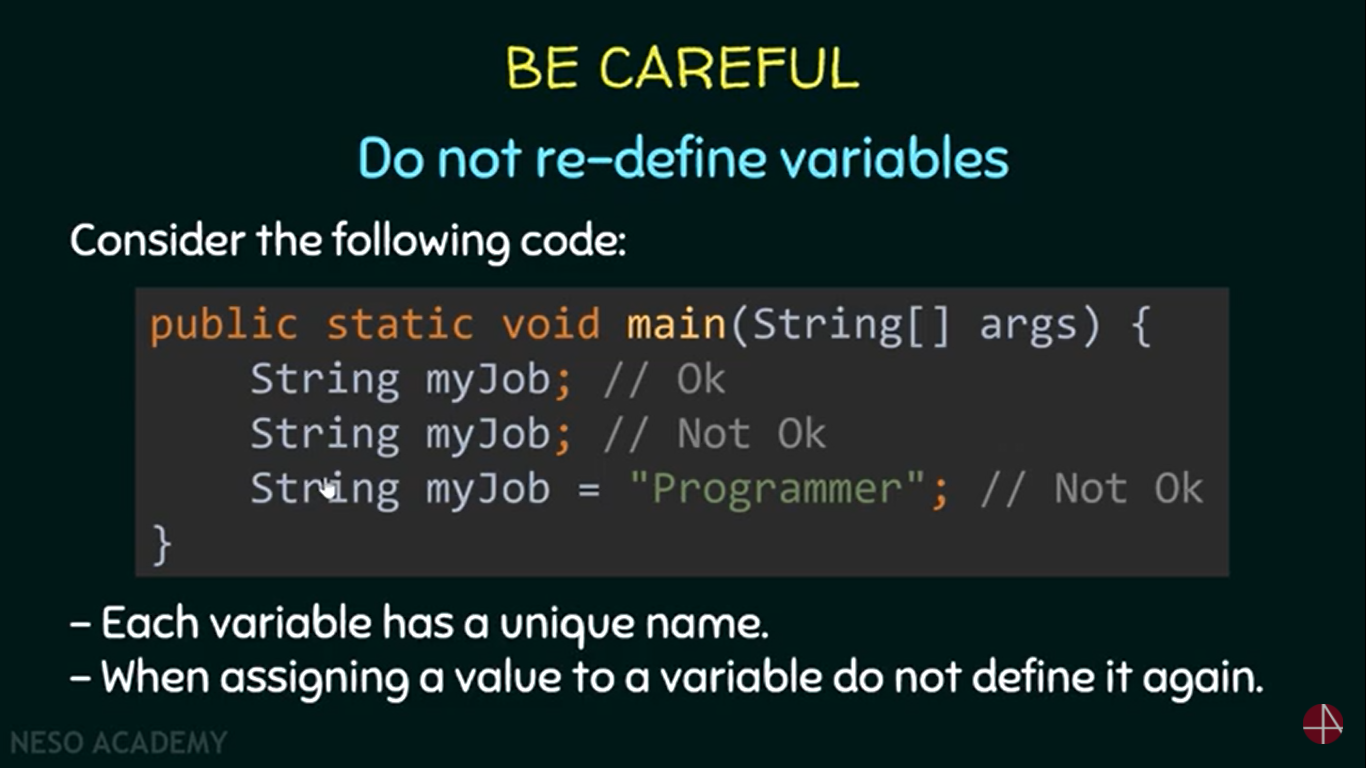 BE CAREFUL
Do not re-define variables
Consider the following code:
public static void main(String[] args) {
String myJob; // Ok
String myJob; // Not Ok
String myJob = "Programmer"; // Not Ok
}
- Each variable has a unique name.
- When assigning a value to a variable do not define it again.
NESO ACADEMY